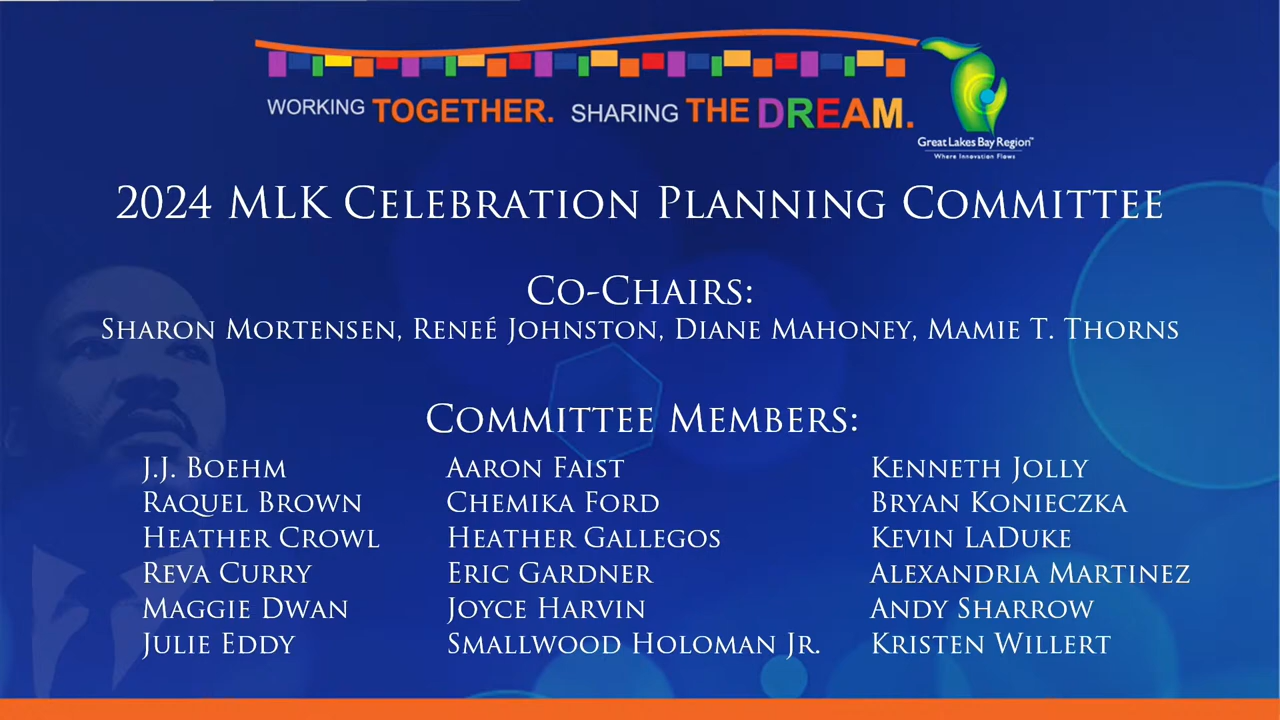 WORKING TOGETHER. SHARING THE DREAM.
Great Lakes Bay Region™
Where Innovation Flows
2024 MLK Celebration Planning Committee
Co-Chairs:
Sharon Mortensen, Reneé Johnston, Diane Mahoney, Mamie T. Thorns
Committee Members:
J.J. Boehm Aaron Faist Kenneth Jolly
Raquel Brown Chemika Ford Bryan Konieczka
Heather Crowl Heather Gallegos Kevin LaDuke
Reva Curry Eric Gardner Alexandria Martinez
Maggie Dwan Joyce Harvin Andy Sharrow
Julie Eddy Smallwood Holoman Jr. Kristen Willert